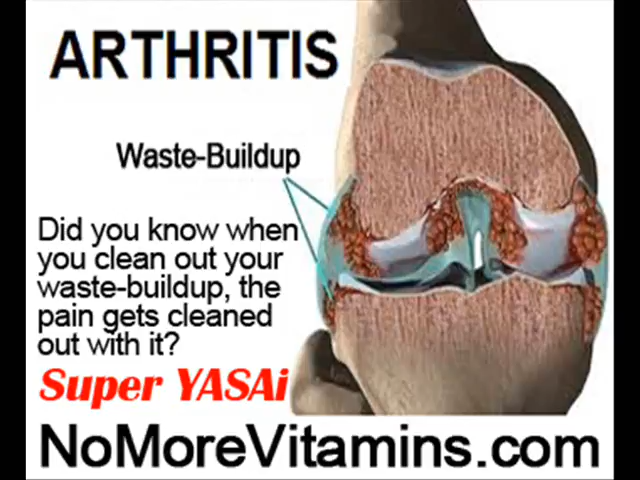 ARTHRITIS
Waste-Buildup
Did you know when
you clean out your
waste-buildup, the
pain gets cleaned
out with it?
Super YASAi
NoMoreVitamins.com